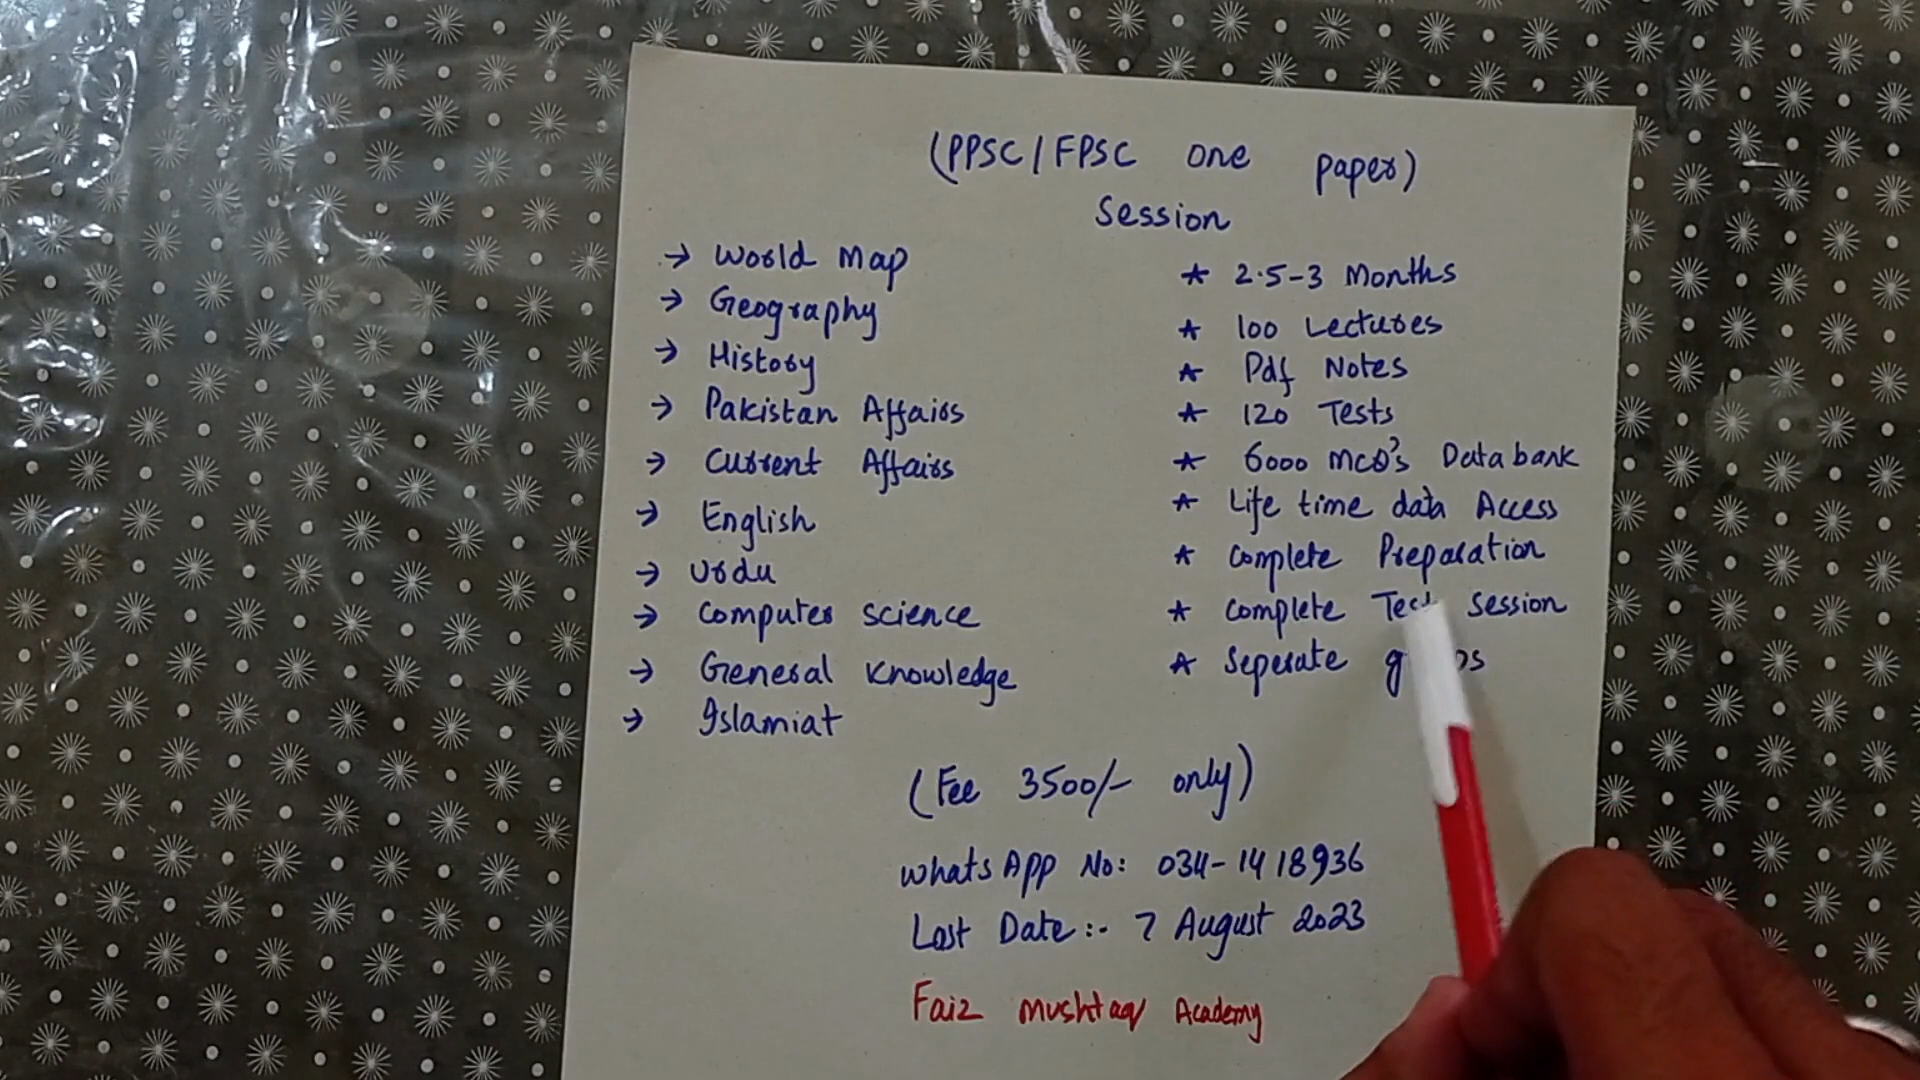 (PPSC/FPSC one paper)
Session
→ World Map
→ Geography
→ History
→ Pakistan Affairs
→ Current Affairs
→ English
→ Urdu
→ Computer Science
→ General Knowledge
→ Islamiat
★ 2.5-3 Months
★ 100 Lectures
★ Pdf Notes
★ 120 Tests
★ 6000 MCQ's Databank
★ Life time data Access
★ Complete Preparation
★ Complete Test Session
★ Seperate
(Fee 3500/- only)
WhatsApp No: 034-1418936
Last Date:- 7 August 2023
Faiz Mushtaq Academy